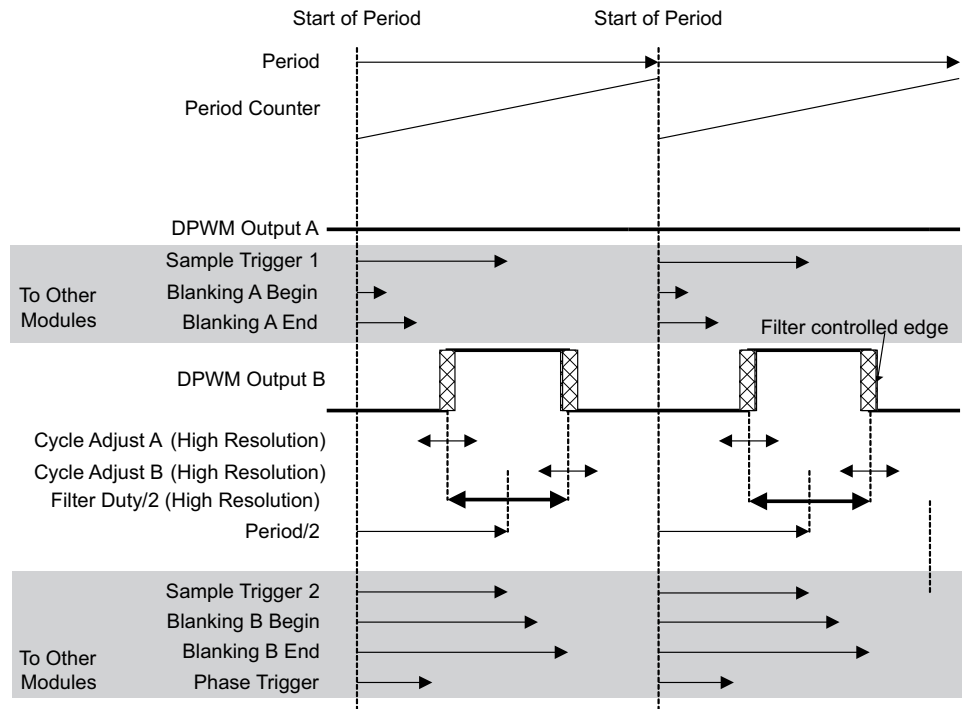 Start of Period
Start of Period
Period
Period Counter
DPWM Output A
To Other
Modules
Sample Trigger 1
Blanking A Begin
Blanking A End
Filter controlled edge
DPWM Output B
Cycle Adjust A (High Resolution)
Cycle Adjust B (High Resolution)
Filter Duty/2 (High Resolution)
Period/2
To Other
Modules
Sample Trigger 2
Blanking B Begin
Blanking B End
Phase Trigger